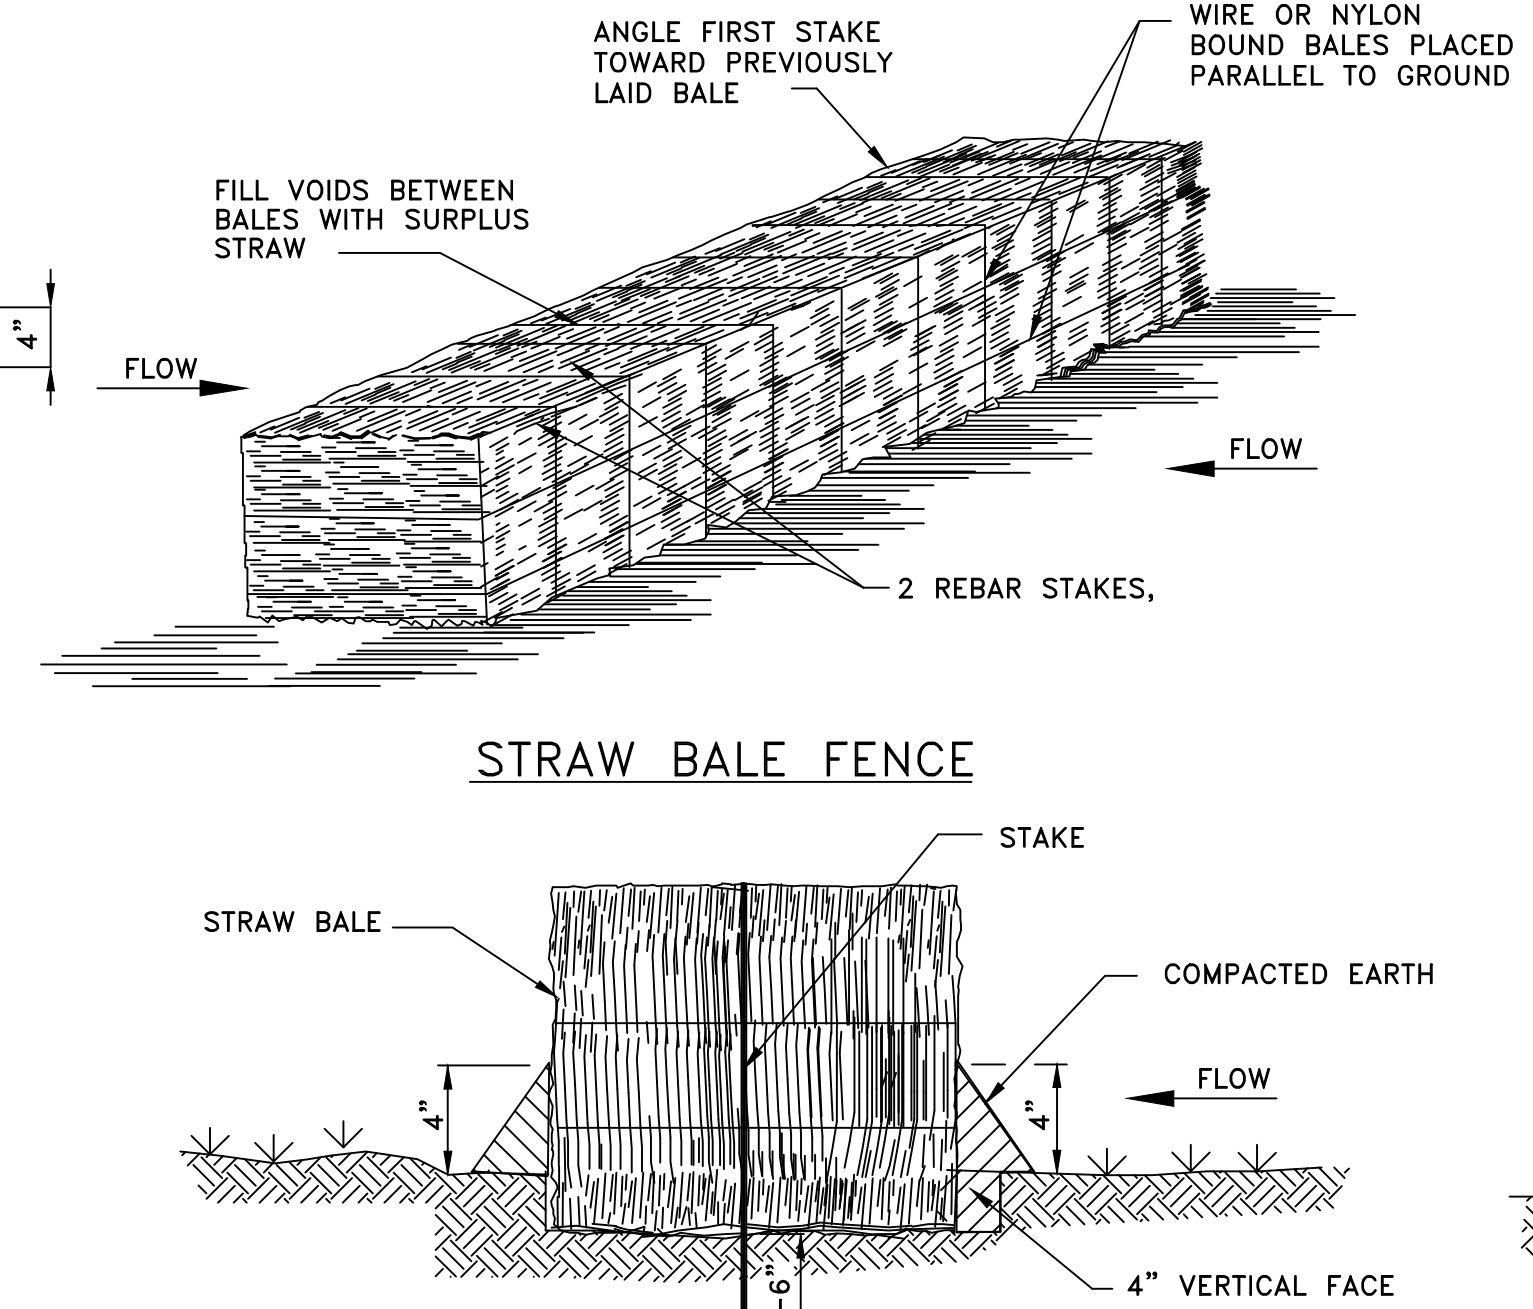 ANGLE FIRST STAKE
TOWARD PREVIOUSLY
LAID BALE
WIRE OR NYLON
BOUND BALES PLACED
PARALLEL TO GROUND
FILL VOIDS BETWEEN
BALES WITH SURPLUS
STRAW
4"
FLOW
FLOW
2 REBAR STAKES,
STRAW BALE FENCE
STAKE
STRAW BALE
COMPACTED EARTH
4"
4"
FLOW
-6"
4" VERTICAL FACE